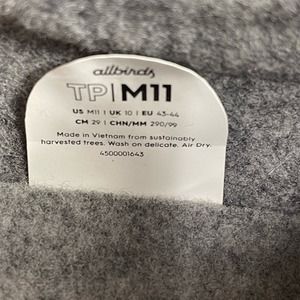 allbirds
TP|M11
US M11 | UK 10 | EU 43-44
CM 29 | CHN/MM 290/99
Made in Vietnam from sustainably
harvested trees. Wash on delicate. Air Dry.
4500001643